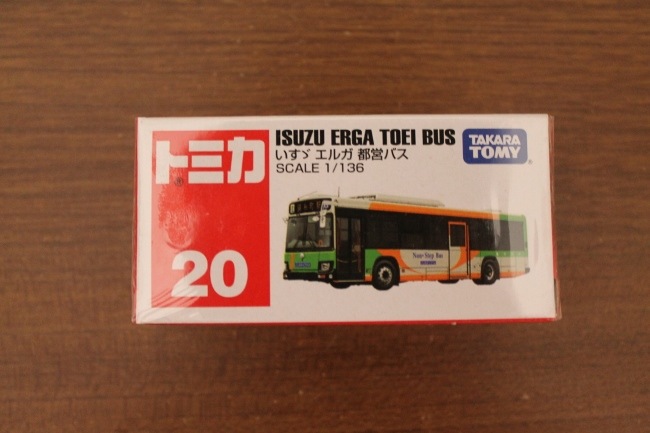 トミカ
®
20
ISUZU ERGA TOEI BUS
いすゞ エルガ 都営バス
SCALE 1/136
TAKARA
TOMY
Non-Step Bus